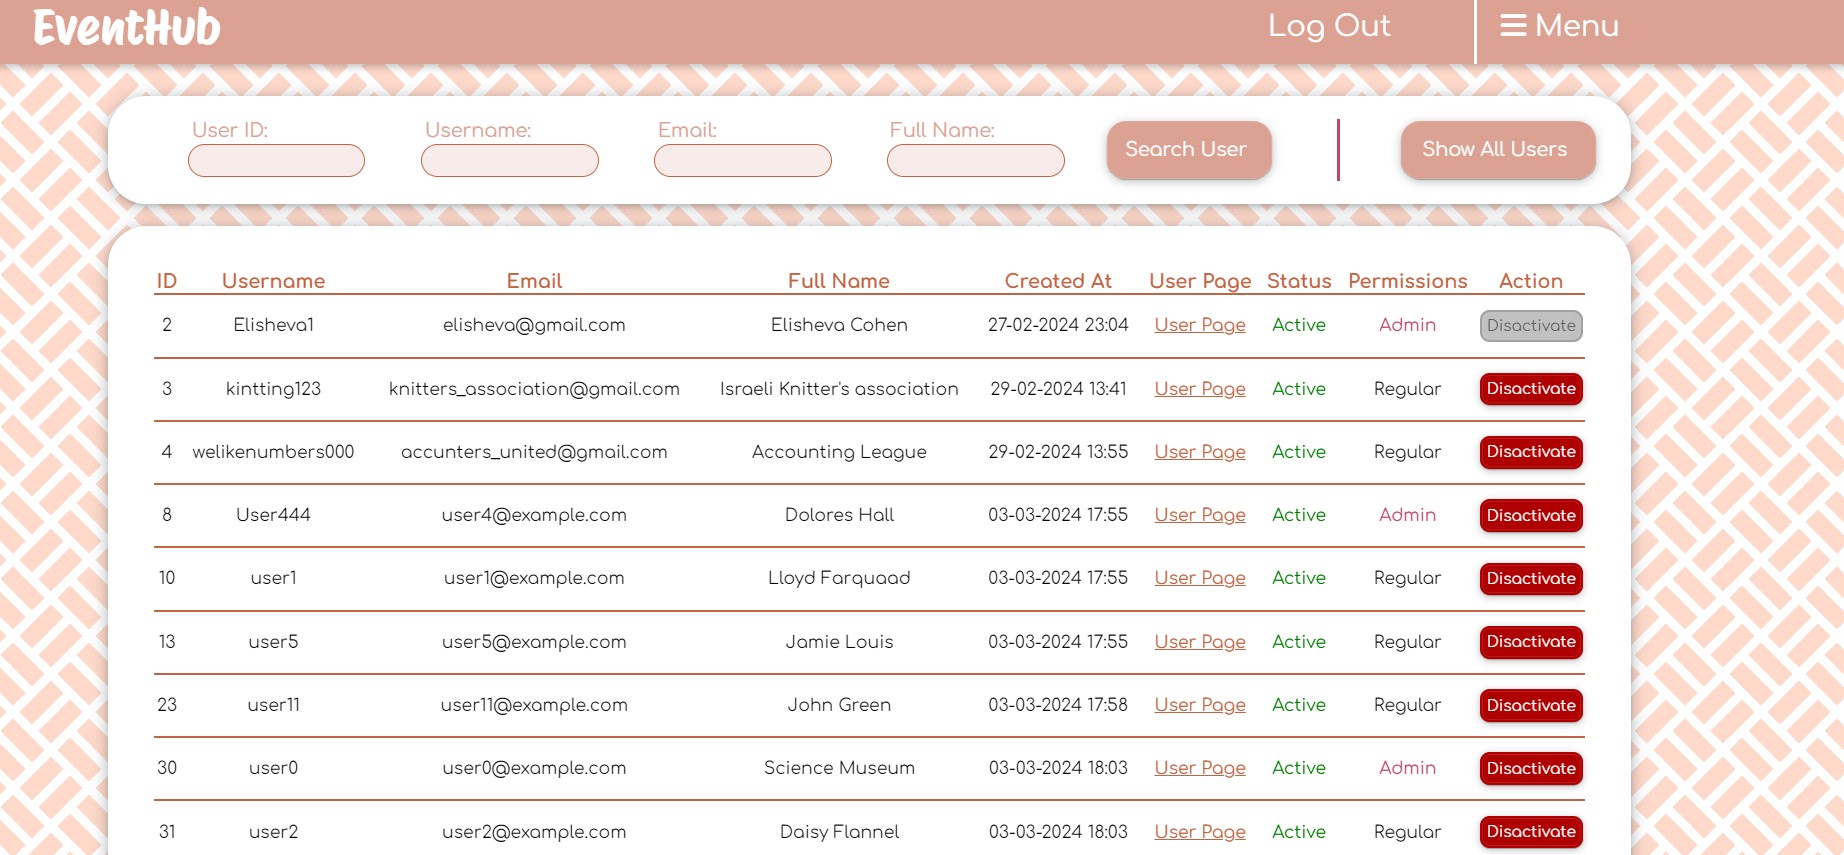 EventHub
Log Out
Menu
User ID: Username: Email: Full Name:
Search User
Show All Users
ID Username Email Full Name Created At User Page Status Permissions Action
2 Elisheva1 elisheva@gmail.com Elisheva Cohen 27-02-2024 23:04 User Page Active Admin Disactivate
3 kintting123 knitters_association@gmail.com Israeli Knitter's association 29-02-2024 13:41 User Page Active Regular Disactivate
4 welikenumbers000 accunters_united@gmail.com Accounting League 29-02-2024 13:55 User Page Active Regular Disactivate
8 User444 user4@example.com Dolores Hall 03-03-2024 17:55 User Page Active Admin Disactivate
10 user1 user1@example.com Lloyd Farquaad 03-03-2024 17:55 User Page Active Regular Disactivate
13 user5 user5@example.com Jamie Louis 03-03-2024 17:55 User Page Active Regular Disactivate
23 user11 user11@example.com John Green 03-03-2024 17:58 User Page Active Regular Disactivate
30 user0 user0@example.com Science Museum 03-03-2024 18:03 User Page Active Admin Disactivate
31 user2 user2@example.com Daisy Flannel 03-03-2024 18:03 User Page Active Regular Disactivate